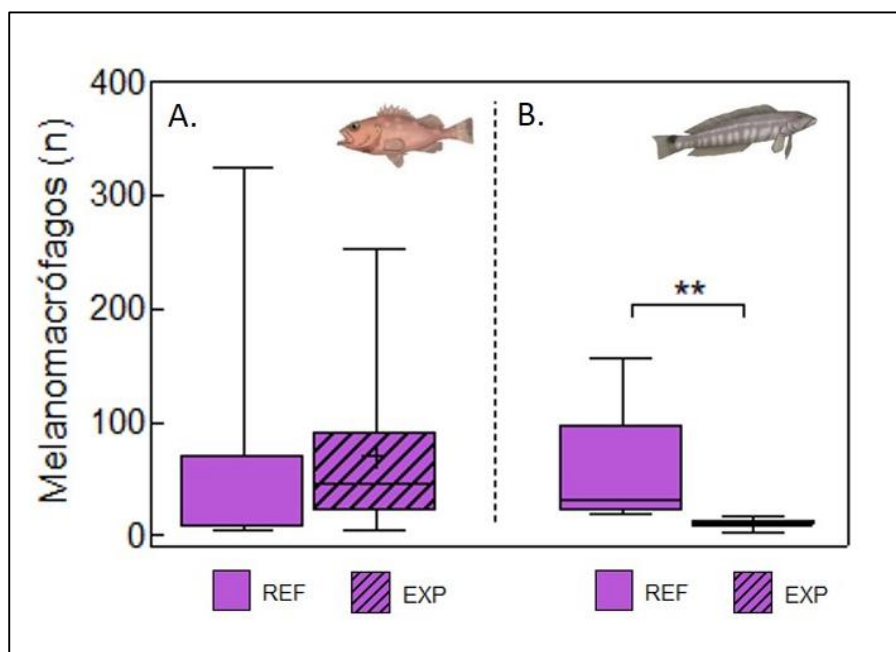 Melanomacrófagos (n)
400
300
200
100
0
A.
B.
**
REF
EXP
REF
EXP